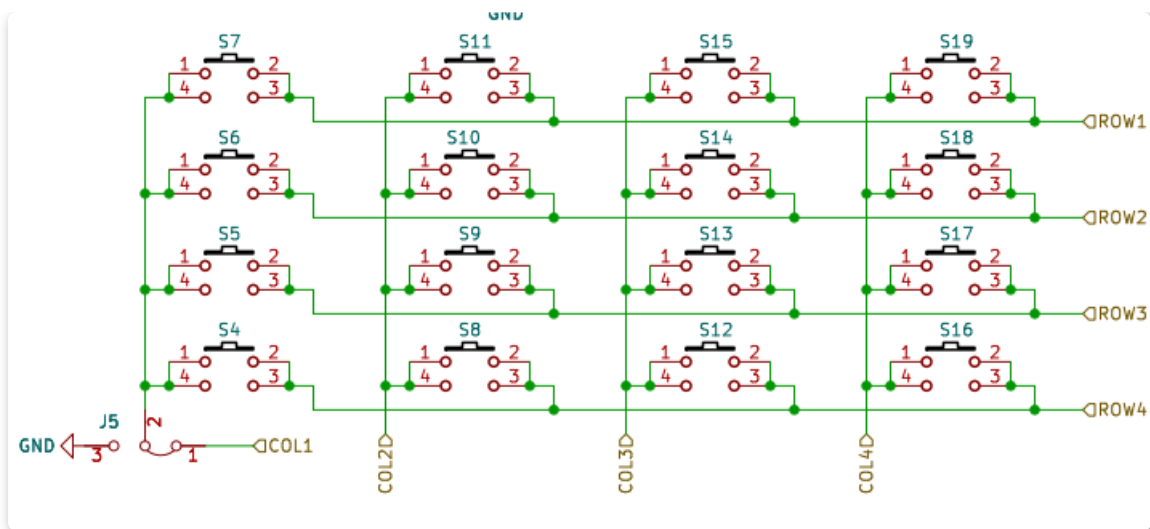 GND
S7 S11 S15 S19
1 2 1 2 1 2 1 2
4 3 4 3 4 3 4 3
ROW1
S6 S10 S14 S18
1 2 1 2 1 2 1 2
4 3 4 3 4 3 4 3
ROW2
S5 S9 S13 S17
1 2 1 2 1 2 1 2
4 3 4 3 4 3 4 3
ROW3
S4 S8 S12 S16
1 2 1 2 1 2 1 2
4 3 4 3 4 3 4 3
ROW4
J5 2
GND 3 1 COL1
COL2 COL3 COL4